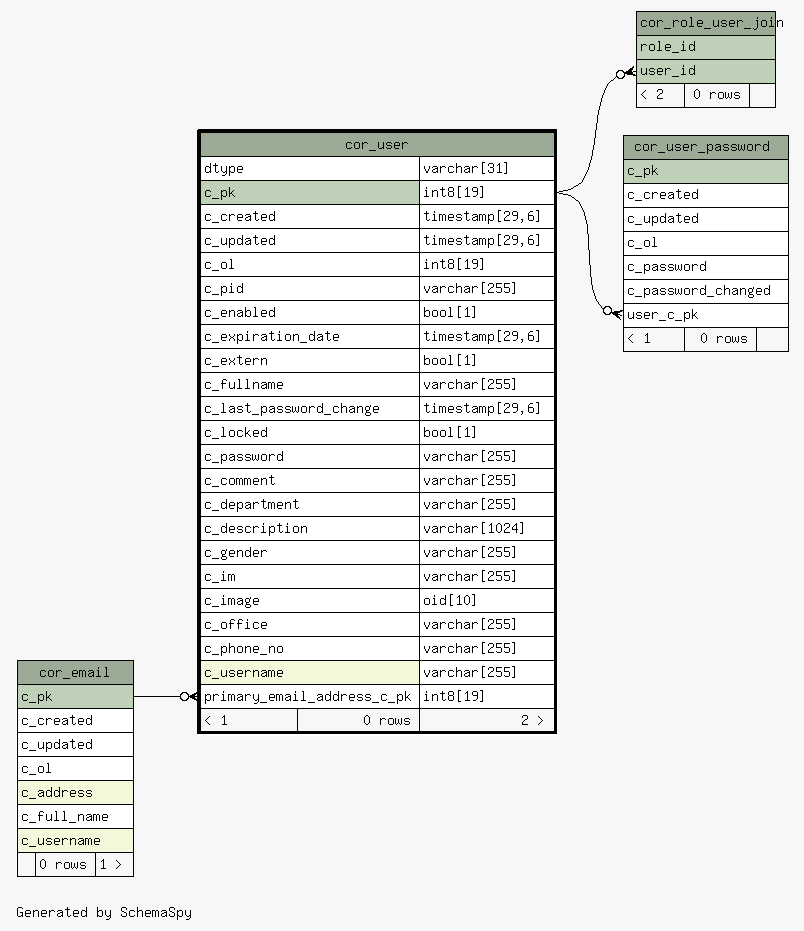 cor_role_user_join
role_id
user_id
< 2 0 rows
cor_user_password
c_pk
c_created
c_updated
c_ol
c_password
c_password_changed
user_c_pk
< 1 0 rows
cor_user
dtype varchar[31]
c_pk int8[19]
c_created timestamp[29,6]
c_updated timestamp[29,6]
c_ol int8[19]
c_pid varchar[255]
c_enabled bool[1]
c_expiration_date timestamp[29,6]
c_extern bool[1]
c_fullname varchar[255]
c_last_password_change timestamp[29,6]
c_locked bool[1]
c_password varchar[255]
c_comment varchar[255]
c_department varchar[255]
c_description varchar[1024]
c_gender varchar[255]
c_im varchar[255]
c_image oid[10]
c_office varchar[255]
c_phone_no varchar[255]
c_username varchar[255]
primary_email_address_c_pk int8[19]
< 1 0 rows 2 >
cor_email
c_pk
c_created
c_updated
c_ol
c_address
c_full_name
c_username
0 rows 1 >
Generated by SchemaSpy